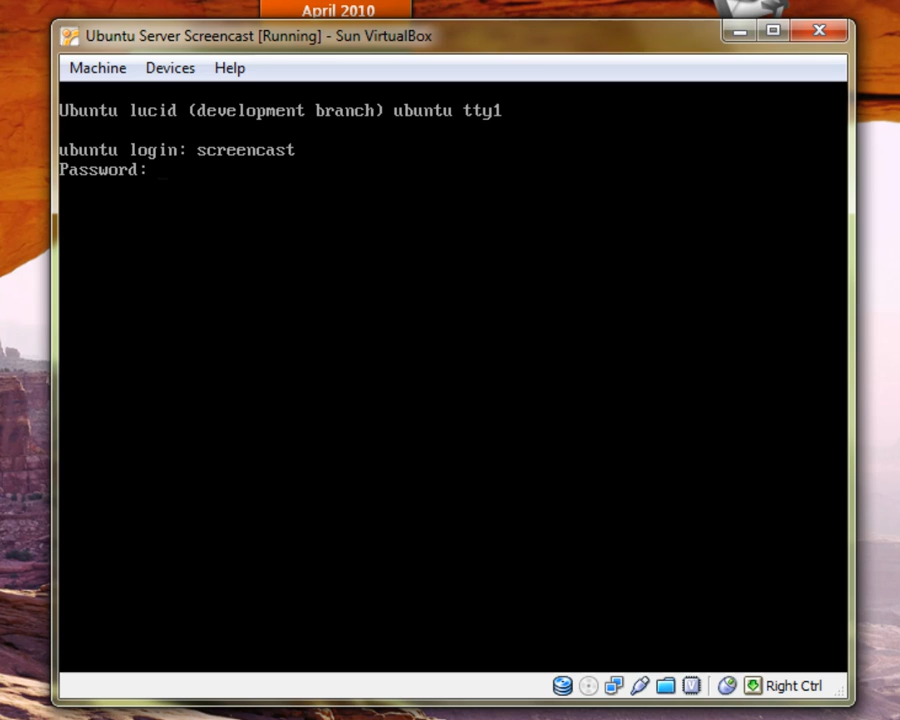 April 2010
Ubuntu Server Screencast [Running] - Sun VirtualBox
Machine Devices Help
Ubuntu lucid (development branch) ubuntu tty1
ubuntu login: screencast
Password: _
Right Ctrl